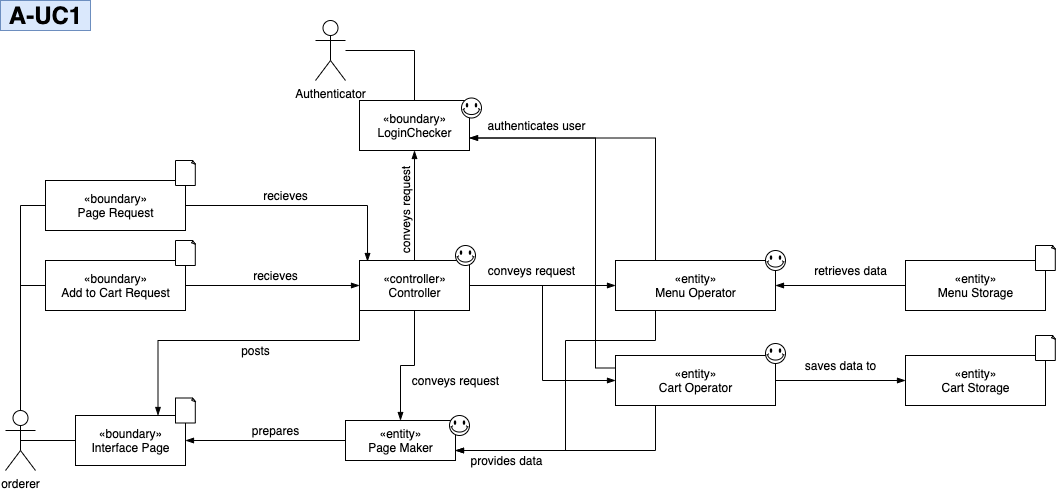 A-UC1
Authenticator
«boundary»
LoginChecker
authenticates user
conveys request
«boundary»
Page Request
recieves
«boundary»
Add to Cart Request
recieves
«controller»
Controller
conveys request
«entity»
Menu Operator
retrieves data
«entity»
Menu Storage
posts
conveys request
«entity»
Cart Operator
saves data to
«entity»
Cart Storage
«boundary»
Interface Page
prepares
«entity»
Page Maker
provides data
orderer